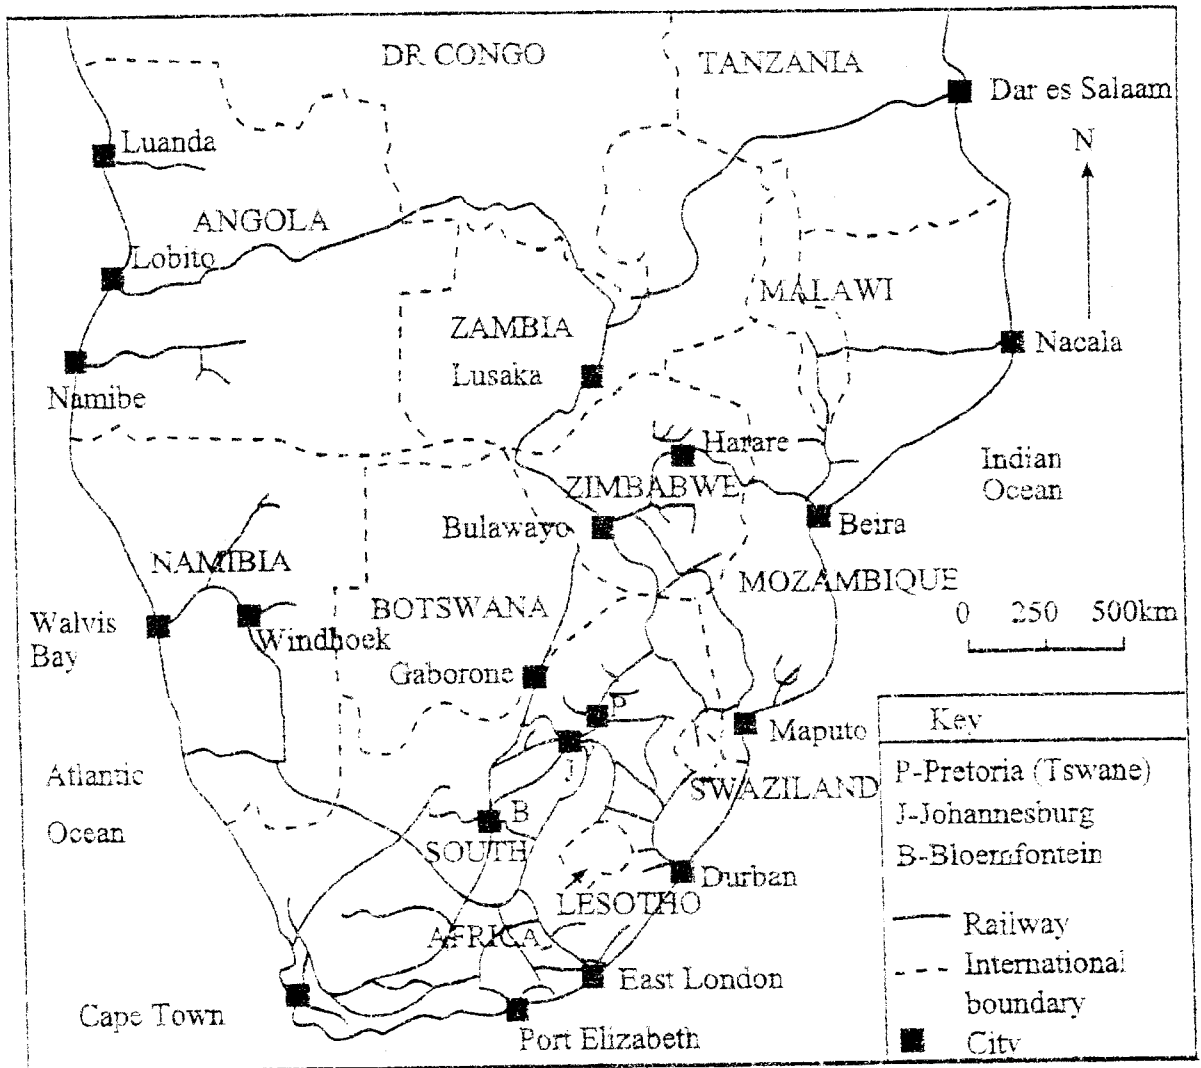 DR CONGO
TANZANIA
Dar es Salaam
Luanda
N
ANGOLA
Lobito
MALAWI
ZAMBIA
Lusaka
Nacala
Namibe
Harare
Indian
Ocean
ZIMBABWE
Bulawayo
Beira
NAMIBIA
MOZAMBIQUE
BOTSWANA
0 250 500km
Walvis
Bay
Windhoek
Gaborone
P
Maputo
J
Atlantic
Ocean
SWAZILAND
B
SOUTH
Durban
LESOTHO
AFRICA
East London
Cape Town
Port Elizabeth
Key
P-Pretoria (Tswane)
J-Johannesburg
B-Bloemfontein
Railway
International
boundary
City